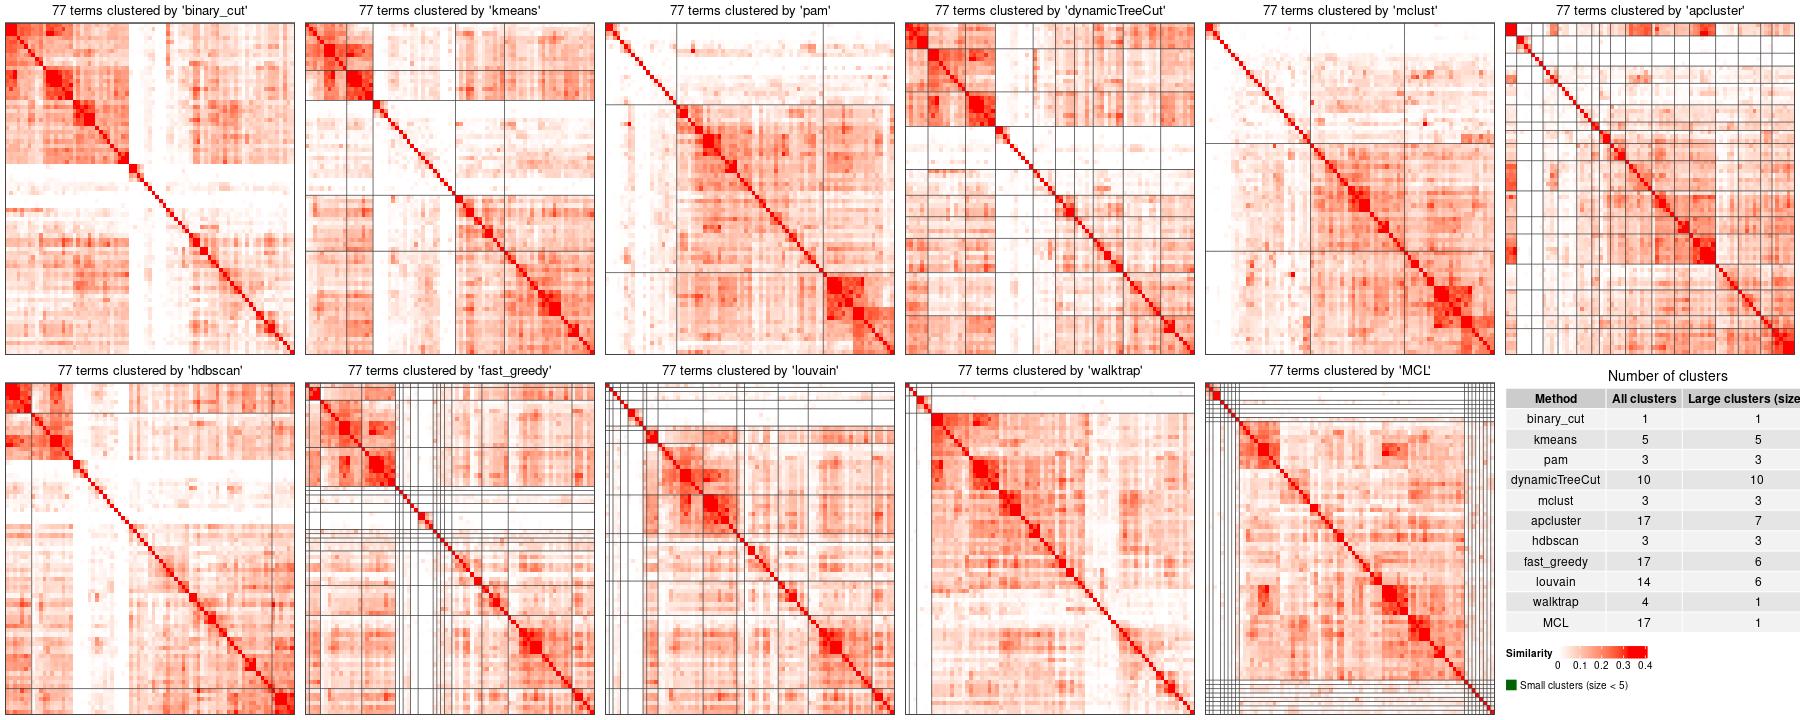 77 terms clustered by 'binary_cut'
77 terms clustered by 'kmeans'
77 terms clustered by 'pam'
77 terms clustered by 'dynamicTreeCut'
77 terms clustered by 'mclust'
77 terms clustered by 'apcluster'
77 terms clustered by 'hdbscan'
77 terms clustered by 'fast_greedy'
77 terms clustered by 'louvain'
77 terms clustered by 'walktrap'
77 terms clustered by 'MCL'
Number of clusters
Method All clusters Large clusters (size
binary_cut 1 1
kmeans 5 5
pam 3 3
dynamicTreeCut 10 10
mclust 3 3
apcluster 17 7
hdbscan 3 3
fast_greedy 17 6
louvain 14 6
walktrap 4 1
MCL 17 1
Similarity
0 0.1 0.2 0.3 0.4
Small clusters (size < 5)